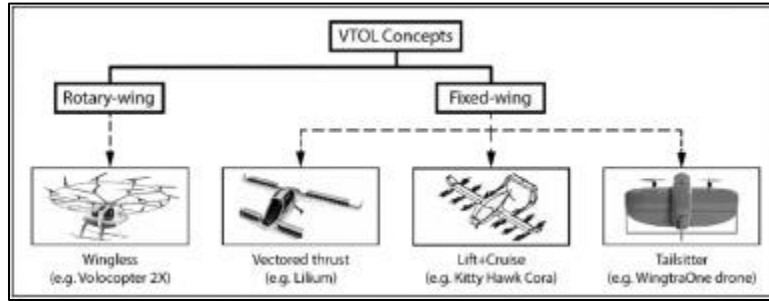 VTOL Concepts
Rotary-wing
Fixed-wing
Wingless
(e.g. Volocopter 2X)
Vectored thrust
(e.g. Lilium)
Lift+Cruise
(e.g. Kitty Hawk Cora)
Tailsitter
(e.g. WingtraOne drone)